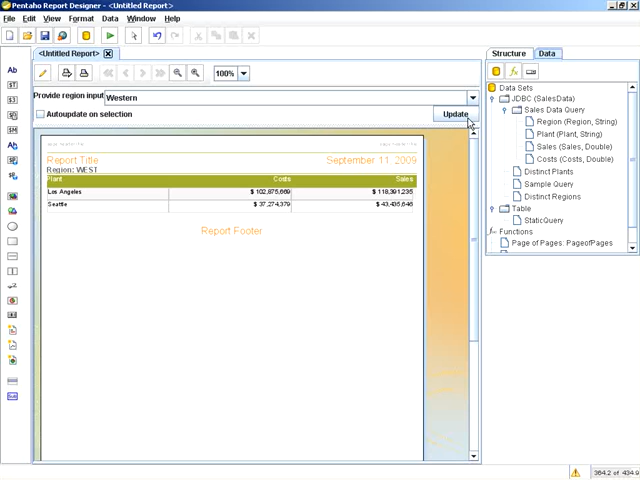 Pentaho Report Designer - <Untitled Report>
File Edit View Format Data Window Help
<Untitled Report>
100%
Provide region input Western
Autoupdate on selection
Update
Report Title September 11, 2009
Region: WEST
Plant Costs Sales
Los Angeles $ 102,875,669 $ 118,391,235
Seattle $ 37,274,379 $ 43,435,646
Report Footer
Structure Data
Data Sets
JDBC (SalesData)
Sales Data Query
Region (Region, String)
Plant (Plant, String)
Sales (Sales, Double)
Costs (Costs, Double)
Distinct Plants
Sample Query
Distinct Regions
Table
StaticQuery
Functions
Page of Pages: PageofPages
384.2 of 434.9